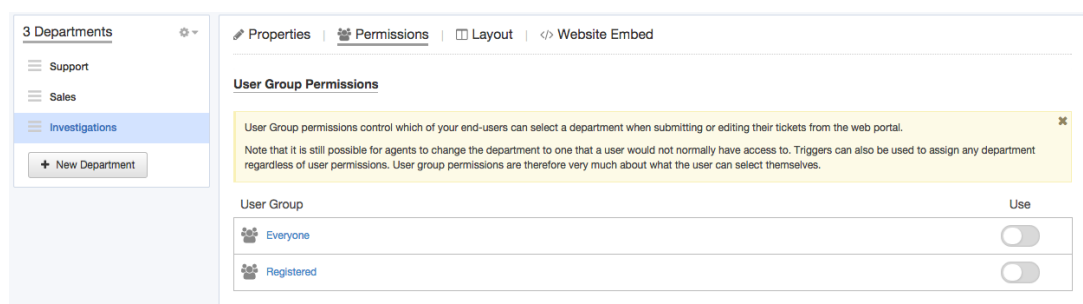 3 Departments
Support
Sales
Investigations
+ New Department
Properties | Permissions | Layout | </> Website Embed
User Group Permissions
User Group permissions control which of your end-users can select a department when submitting or editing their tickets from the web portal.
Note that it is still possible for agents to change the department to one that a user would not normally have access to. Triggers can also be used to assign any department
regardless of user permissions. User group permissions are therefore very much about what the user can select themselves.
User Group Use
Everyone
Registered